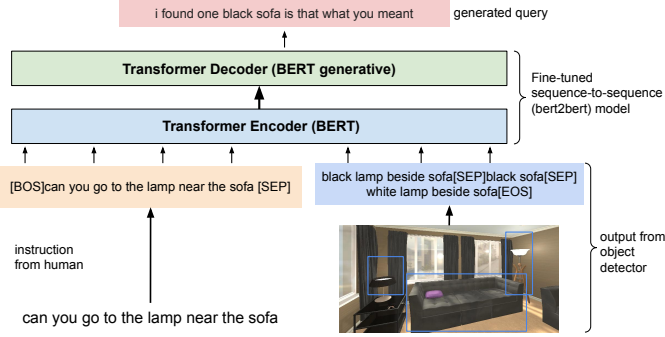 i found one black sofa is that what you meant
generated query
Transformer Decoder (BERT generative)
Transformer Encoder (BERT)
Fine-tuned
sequence-to-sequence
(bert2bert) model
[BOS]can you go to the lamp near the sofa [SEP]
black lamp beside sofa[SEP]black sofa[SEP]
white lamp beside sofa[EOS]
instruction
from human
output from
object
detector
can you go to the lamp near the sofa